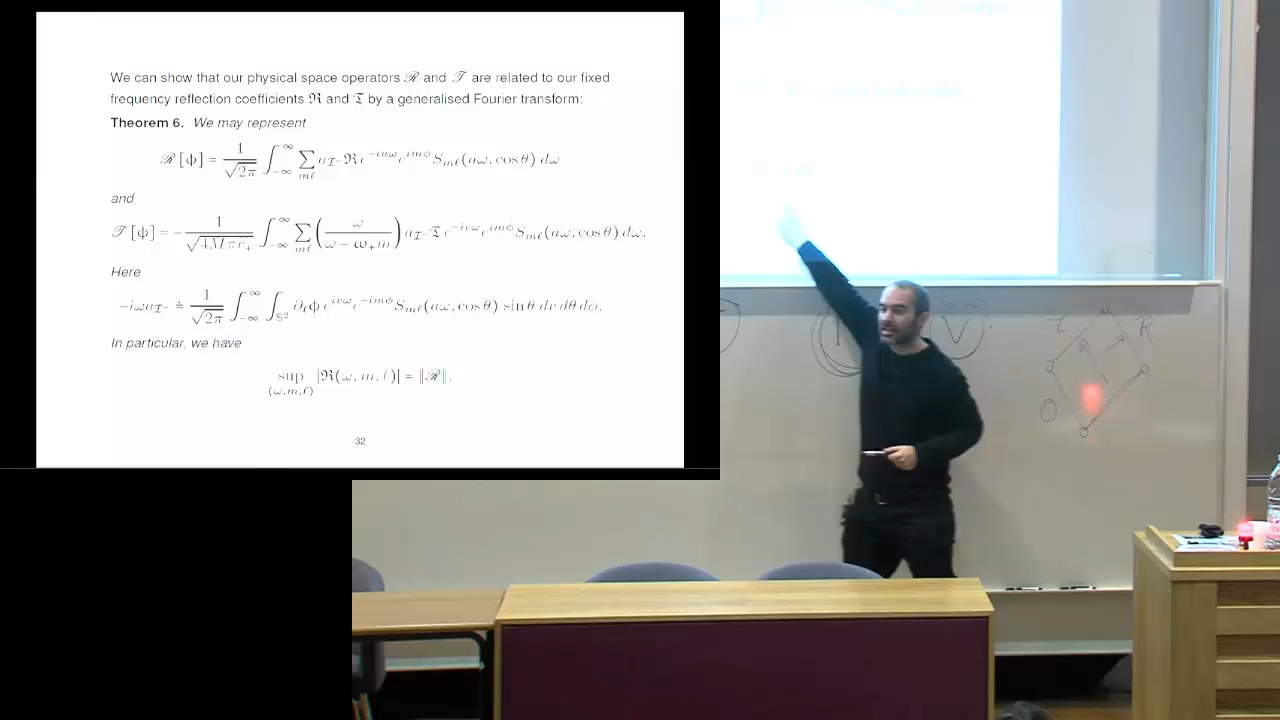 We can show that our physical space operators ℛ and 𝒯 are related to our fixed
frequency reflection coefficients ℜ and 𝔗 by a generalised Fourier transform:
Theorem 6. We may represent
ℛ[ϕ] = 1/√(2π) ∫_{-∞}^{∞} ∑_{mℓ} a_{ℐ⁻} ℜ e^{-iuω} e^{imϕ} S_{mℓ}(aω, cos θ) dω
and
𝒯[ϕ] = − 1/√(4Mπr₊) ∫_{-∞}^{∞} ∑_{mℓ} (ω/(ω − ω₊m)) a_{ℐ⁻} 𝔗 e^{-ivω} e^{imϕ} S_{mℓ}(aω, cos θ) dω.
Here
−iωa_{ℐ⁻} ≐ 1/√(2π) ∫_{-∞}^{∞} ∫_{𝕊²} ∂_tϕ e^{ivω} e^{-imϕ} S_{mℓ}(aω, cos θ) sin θ dv dθ dϕ.
In particular, we have
sup_{(ω,m,ℓ)} |ℜ(ω, m, ℓ)| = ‖ℛ‖.
32
V
R